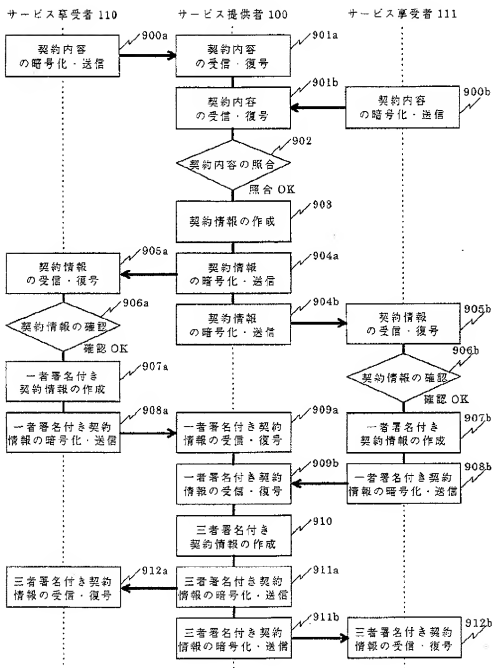 サービス享受者 110 サービス提供者 100 サービス享受者 111
900a
契約内容
の暗号化・送信
901a
契約内容
の受信・復号
901b
契約内容
の受信・復号
900b
契約内容
の暗号化・送信
902
契約内容の照合
照合 OK
903
契約情報の作成
905a
契約情報
の受信・復号
904a
契約情報
の暗号化・送信
904b
契約情報
の暗号化・送信
905b
契約情報
の受信・復号
906a
契約情報の確認
確認 OK
906b
契約情報の確認
確認 OK
907a
一者署名付き
契約情報の作成
907b
一者署名付き
契約情報の作成
908a
一者署名付き契約
情報の暗号化・送信
909a
一者署名付き契約
情報の受信・復号
909b
一者署名付き契約
情報の受信・復号
908b
一者署名付き契約
情報の暗号化・送信
910
三者署名付き
契約情報の作成
912a
三者署名付き契約
情報の受信・復号
911a
三者署名付き契約
情報の暗号化・送信
911b
三者署名付き契約
情報の暗号化・送信
912b
三者署名付き契約
情報の受信・復号